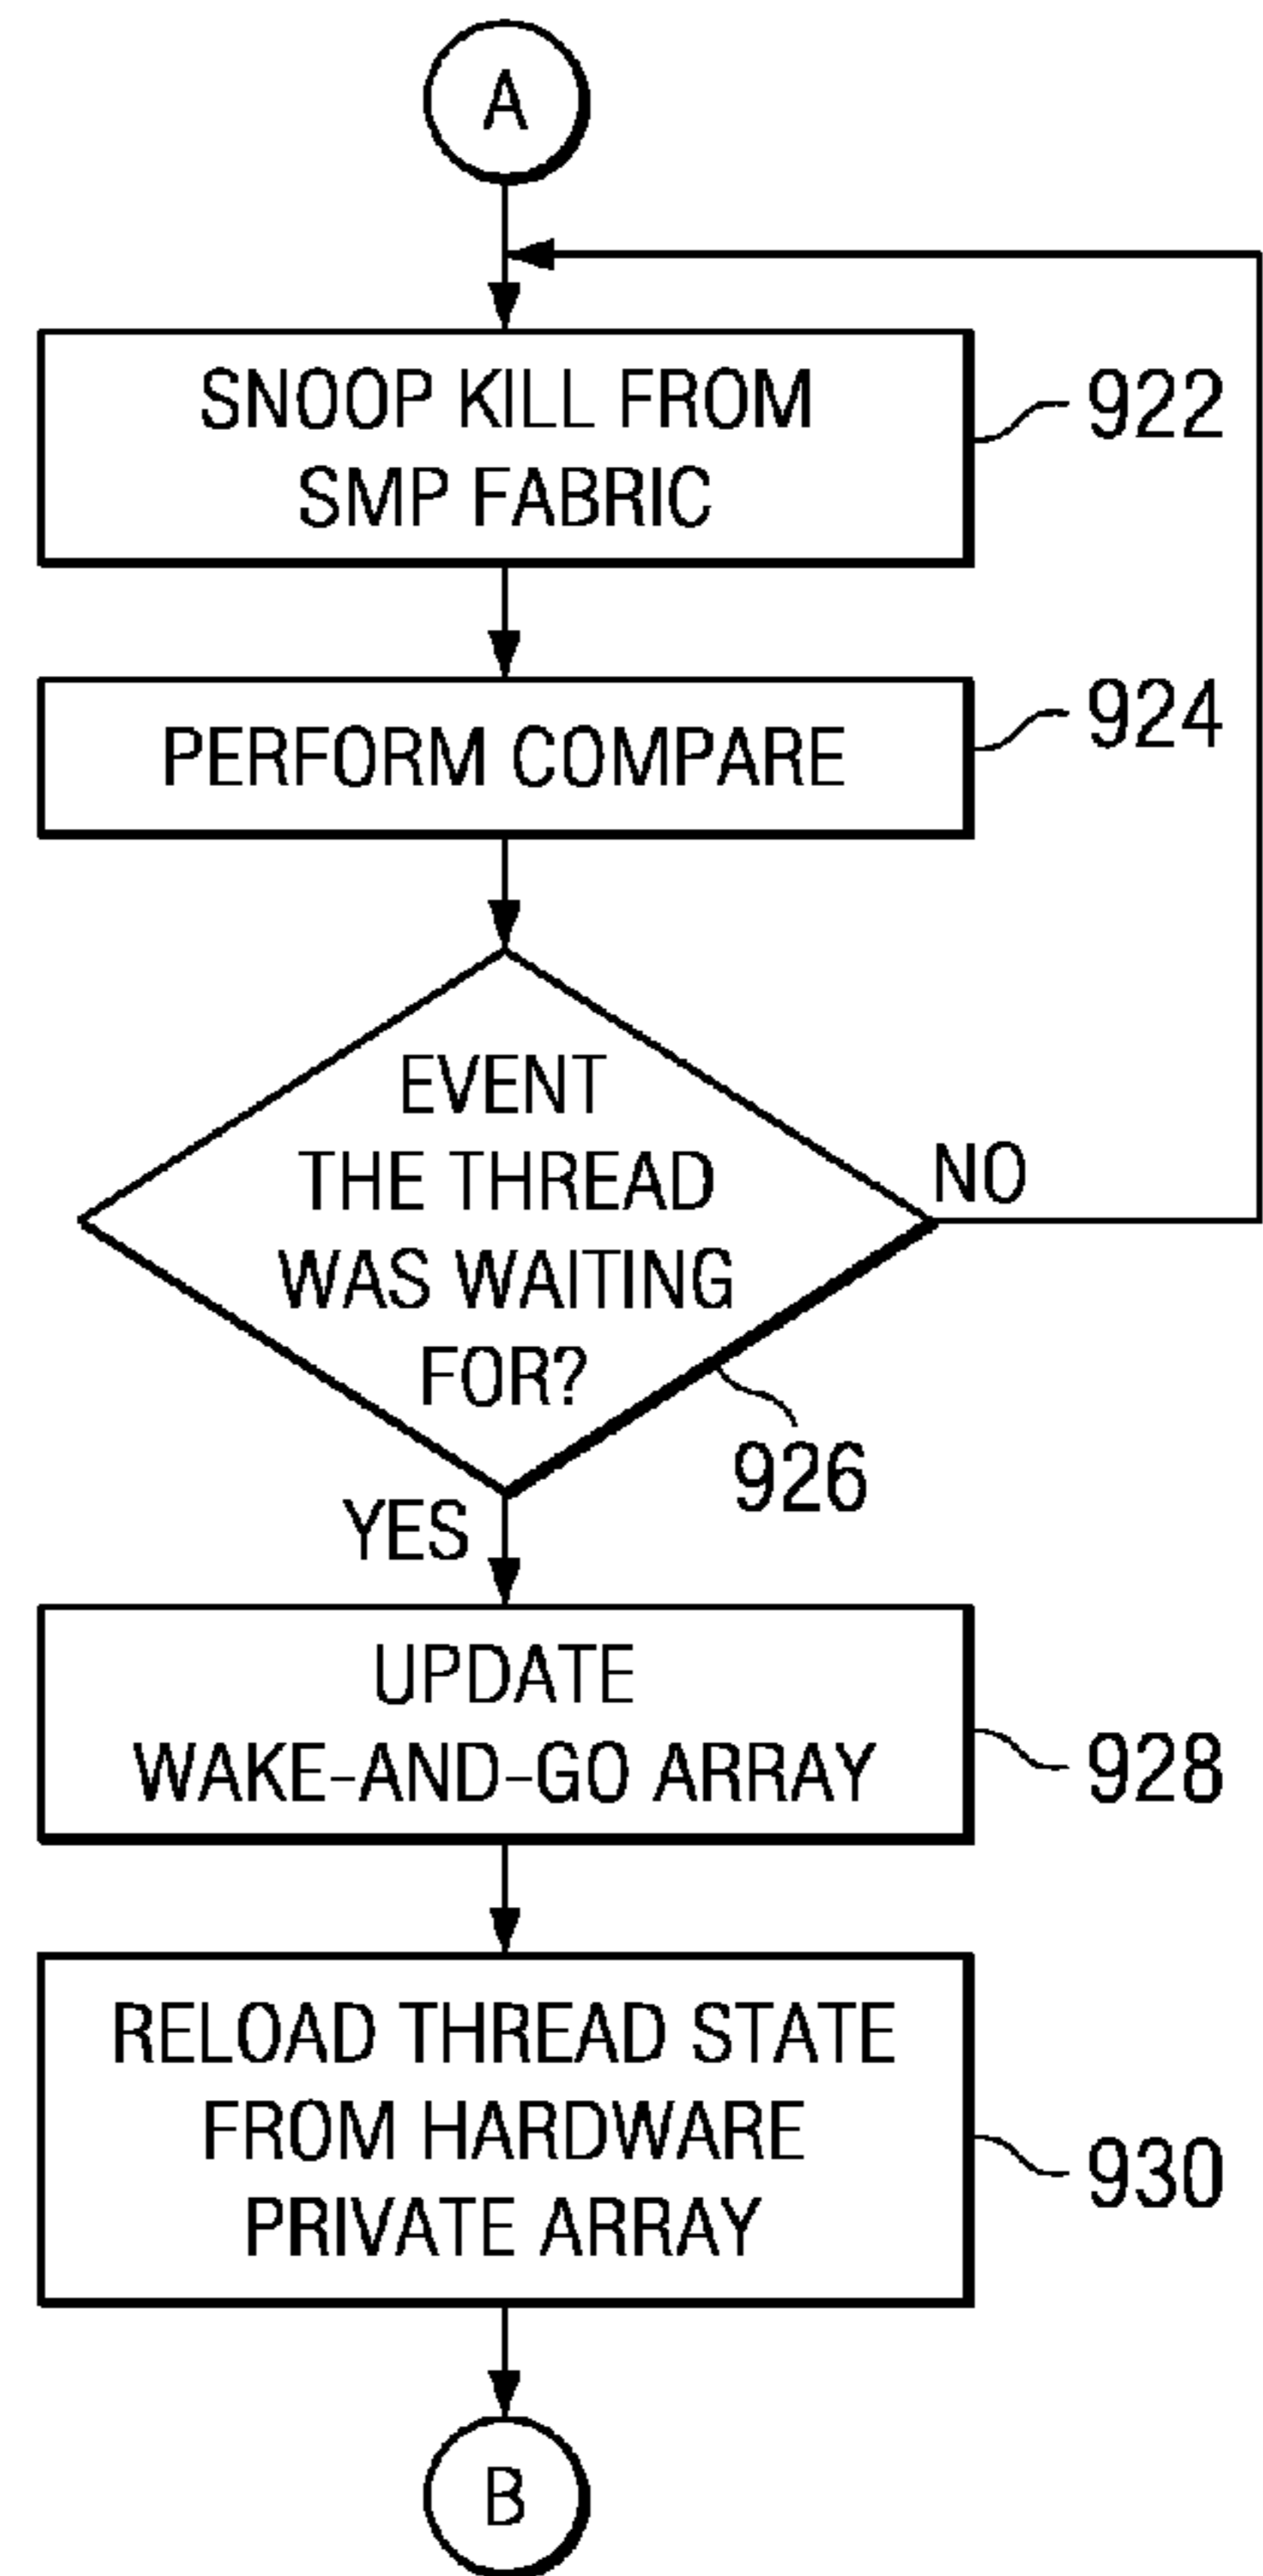 A
SNOOP KILL FROM
SMP FABRIC
922
PERFORM COMPARE
924
EVENT
THE THREAD
WAS WAITING
FOR?
NO
926
YES
UPDATE
WAKE-AND-GO ARRAY
928
RELOAD THREAD STATE
FROM HARDWARE
PRIVATE ARRAY
930
B